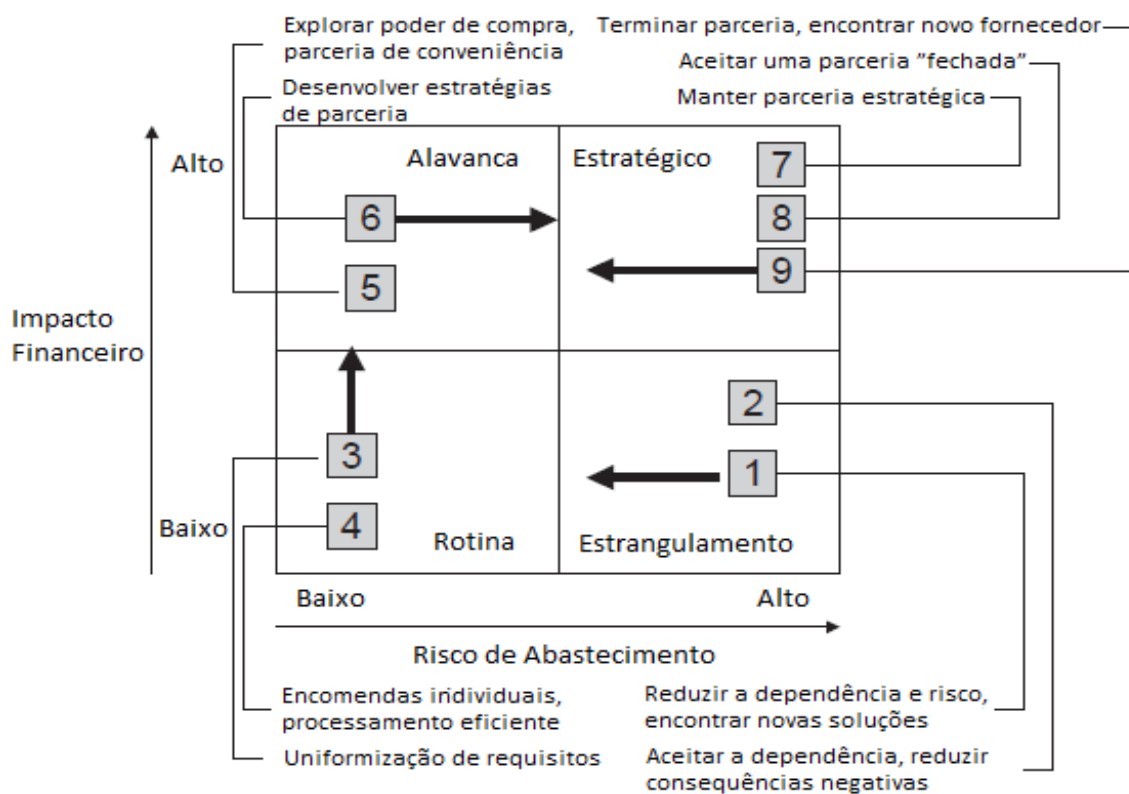 Explorar poder de compra,
parceria de conveniência
Terminar parceria, encontrar novo fornecedor
Aceitar uma parceria ”fechada”
Desenvolver estratégias
de parceria
Manter parceria estratégica
Alto
Alavanca
Estratégico
7
6
8
5
9
Impacto
Financeiro
2
3
1
4
Baixo
Rotina
Estrangulamento
Baixo
Alto
Risco de Abastecimento
Encomendas individuais,
processamento eficiente
Reduzir a dependência e risco,
encontrar novas soluções
Uniformização de requisitos
Aceitar a dependência, reduzir
consequências negativas